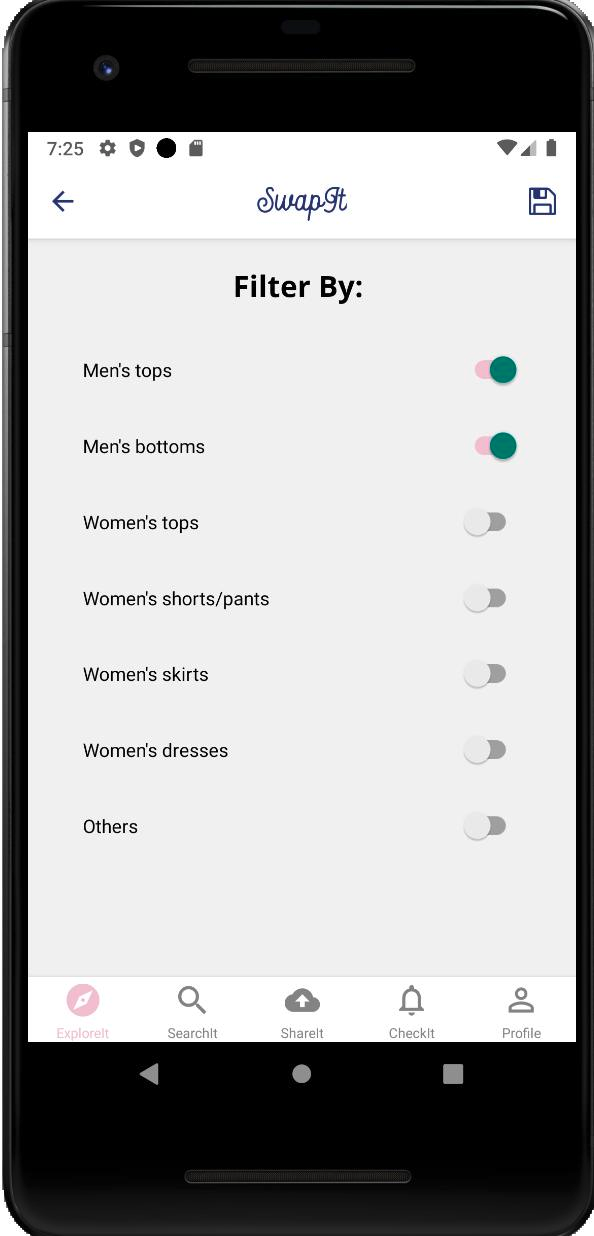 7:25
SwapIt
Filter By:
Men's tops
Men's bottoms
Women's tops
Women's shorts/pants
Women's skirts
Women's dresses
Others
ExploreIt
SearchIt
ShareIt
CheckIt
Profile